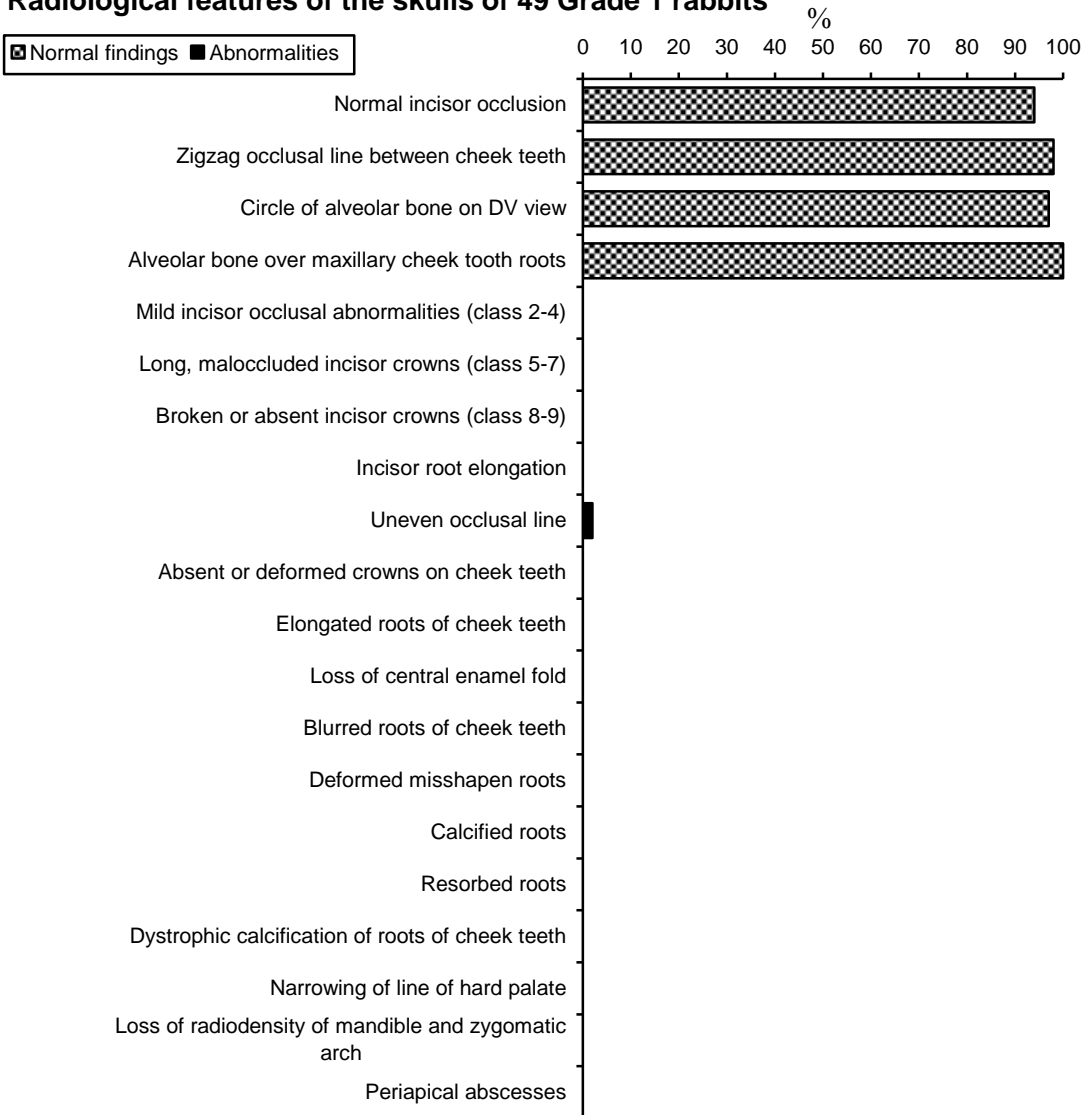 Radiological features of the skulls of 49 Grade 1 rabbits
%
Normal findings Abnormalities
0 10 20 30 40 50 60 70 80 90 100
Normal incisor occlusion
Zigzag occlusal line between cheek teeth
Circle of alveolar bone on DV view
Alveolar bone over maxillary cheek tooth roots
Mild incisor occlusal abnormalities (class 2-4)
Long, maloccluded incisor crowns (class 5-7)
Broken or absent incisor crowns (class 8-9)
Incisor root elongation
Uneven occlusal line
Absent or deformed crowns on cheek teeth
Elongated roots of cheek teeth
Loss of central enamel fold
Blurred roots of cheek teeth
Deformed misshapen roots
Calcified roots
Resorbed roots
Dystrophic calcification of roots of cheek teeth
Narrowing of line of hard palate
Loss of radiodensity of mandible and zygomatic
arch
Periapical abscesses